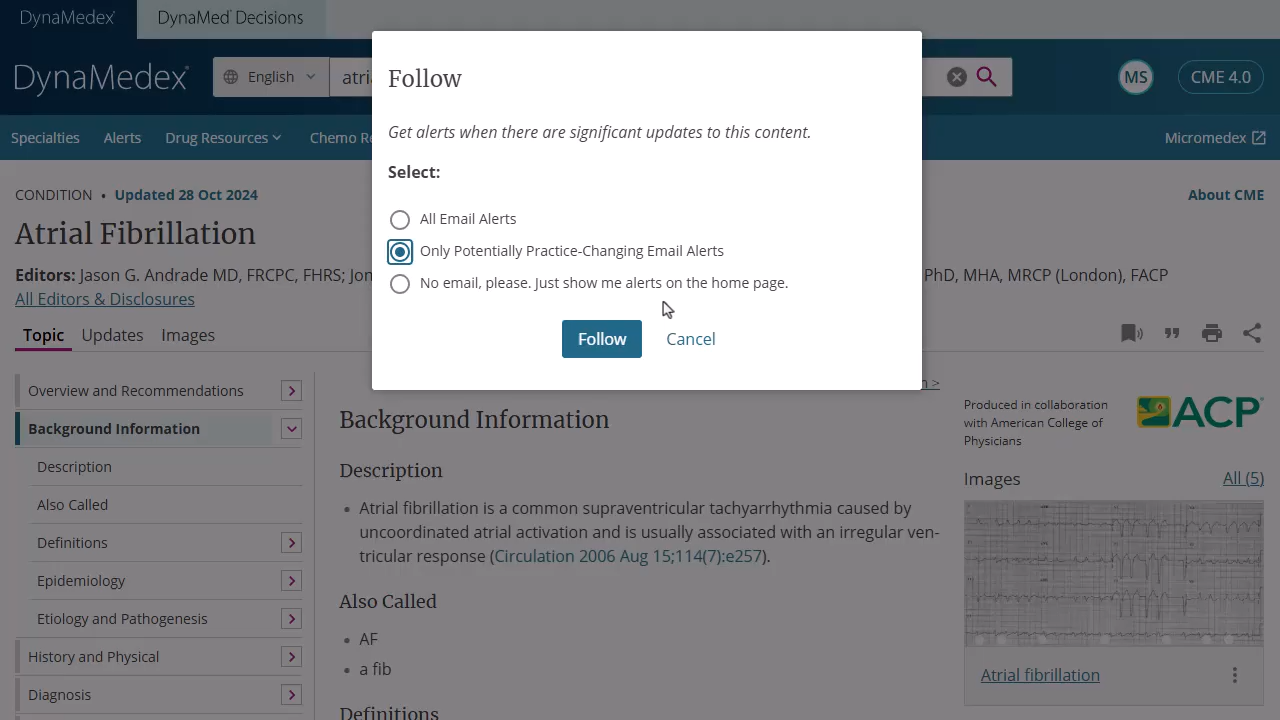 DynaMedex
DynaMed Decisions
DynaMedex
English
atri
MS
CME 4.0
Specialties
Alerts
Drug Resources
Chemo Re
Micromedex
Follow
Get alerts when there are significant updates to this content.
Select:
All Email Alerts
Only Potentially Practice-Changing Email Alerts
No email, please. Just show me alerts on the home page.
Follow
Cancel
CONDITION • Updated 28 Oct 2024
About CME
Atrial Fibrillation
Editors: Jason G. Andrade MD, FRCPC, FHRS; Jon
PhD, MHA, MRCP (London), FACP
All Editors & Disclosures
Topic
Updates
Images
Overview and Recommendations
Background Information
Description
Also Called
Definitions
Epidemiology
Etiology and Pathogenesis
History and Physical
Diagnosis
>
Background Information
Description
• Atrial fibrillation is a common supraventricular tachyarrhythmia caused by
uncoordinated atrial activation and is usually associated with an irregular ven-
tricular response (Circulation 2006 Aug 15;114(7):e257).
Also Called
• AF
• a fib
Definitions
Produced in collaboration
with American College of
Physicians
ACP
Images
All (5)
Atrial fibrillation